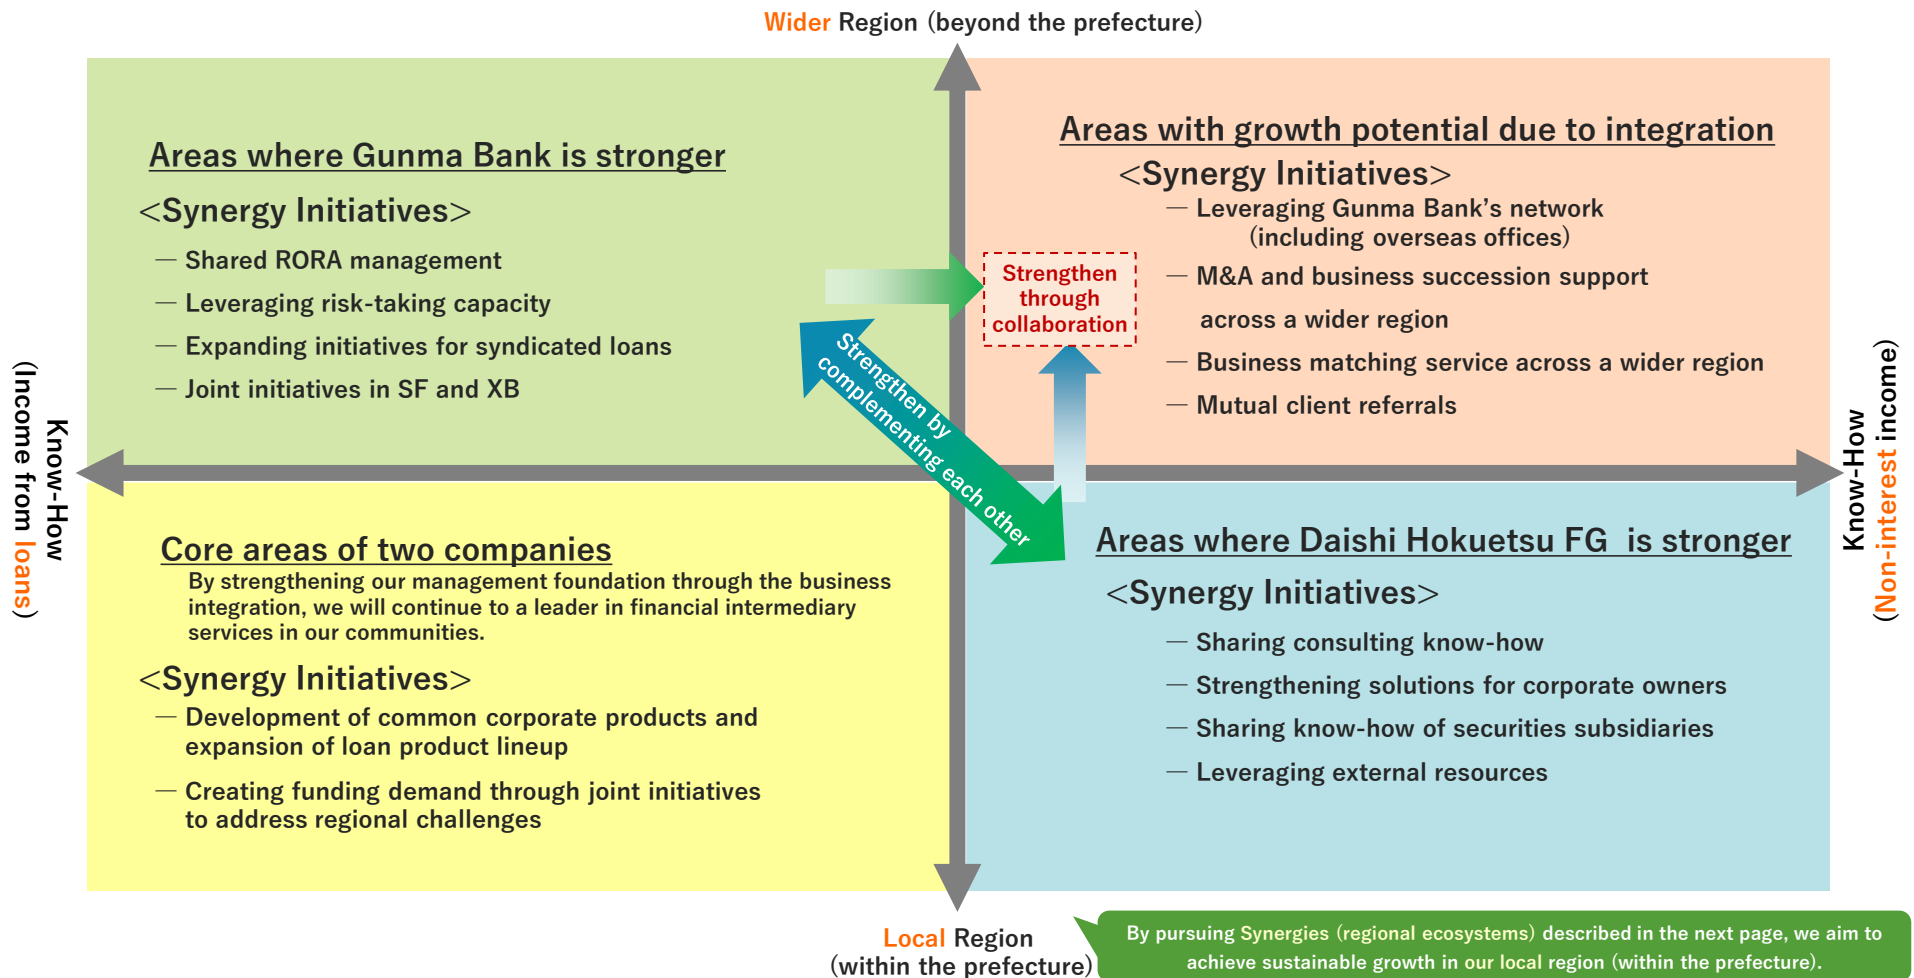 Wider Region (beyond the prefecture)
Areas where Gunma Bank is stronger
<Synergy Initiatives>
— Shared RORA management
— Leveraging risk-taking capacity
— Expanding initiatives for syndicated loans
— Joint initiatives in SF and XB
Areas with growth potential due to integration
<Synergy Initiatives>
— Leveraging Gunma Bank's network
(including overseas offices)
— M&A and business succession support
across a wider region
— Business matching service across a wider region
— Mutual client referrals
Strengthen
through
collaboration
Strengthen by
complementing each other
Know-How
(Income from loans)
Know-How
(Non-interest income)
Core areas of two companies
By strengthening our management foundation through the business
integration, we will continue to a leader in financial intermediary
services in our communities.
<Synergy Initiatives>
— Development of common corporate products and
expansion of loan product lineup
— Creating funding demand through joint initiatives
to address regional challenges
Areas where Daishi Hokuetsu FG is stronger
<Synergy Initiatives>
— Sharing consulting know-how
— Strengthening solutions for corporate owners
— Sharing know-how of securities subsidiaries
— Leveraging external resources
Local Region
(within the prefecture)
By pursuing Synergies (regional ecosystems) described in the next page, we aim to
achieve sustainable growth in our local region (within the prefecture).